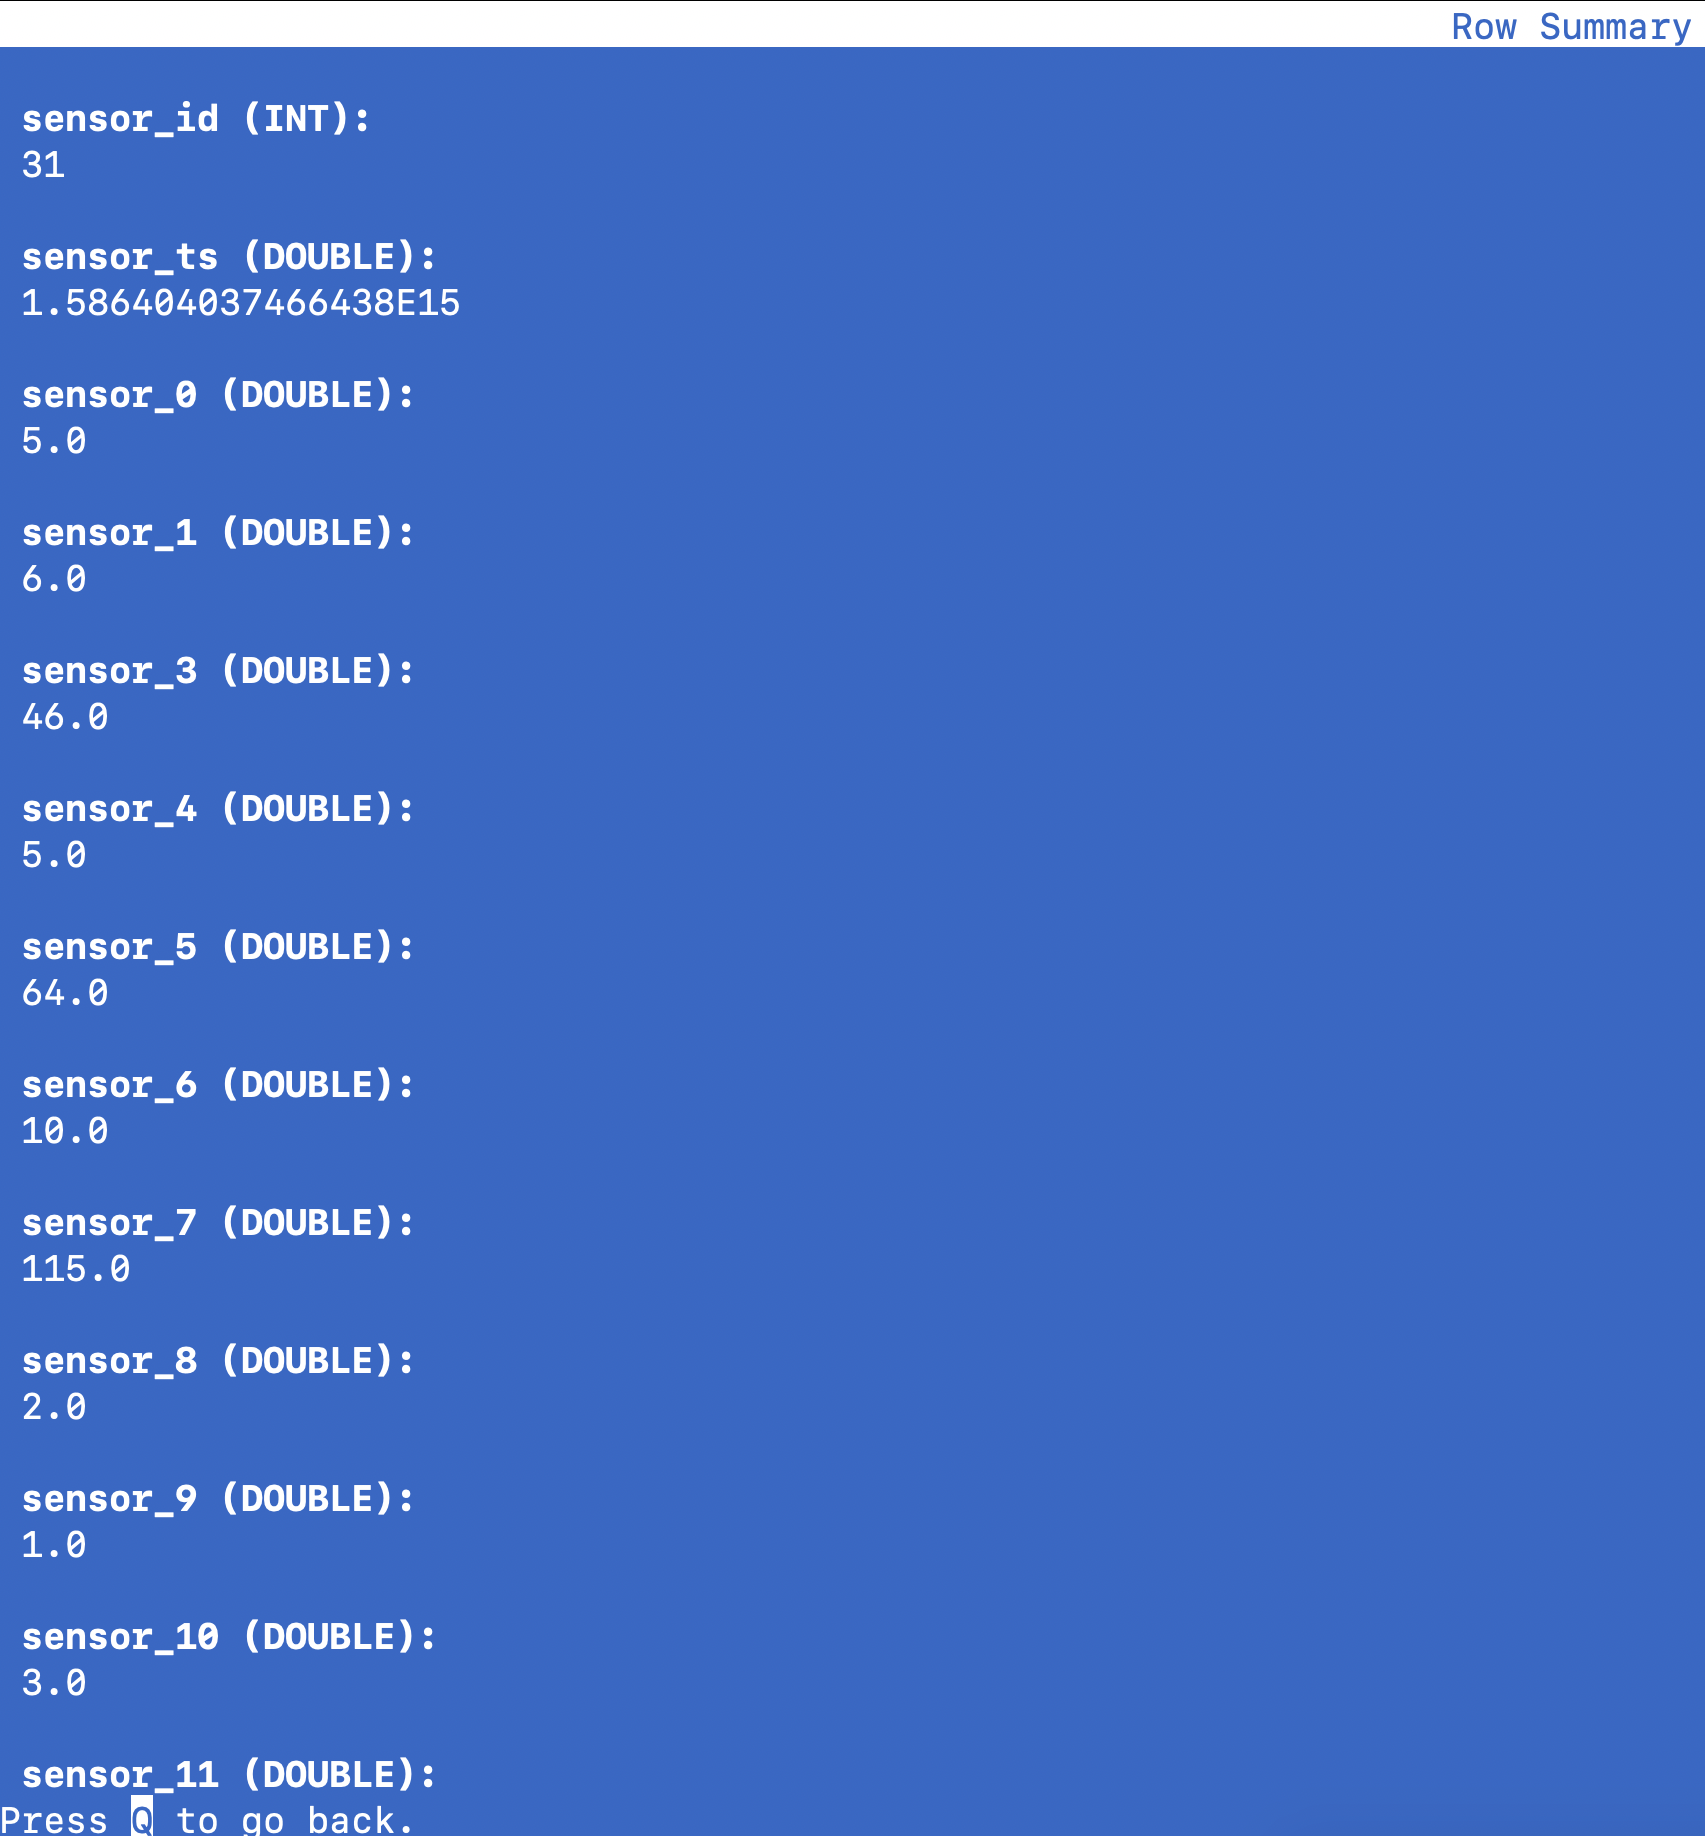 Row Summary
sensor_id (INT):
31
sensor_ts (DOUBLE):
1.586404037466438E15
sensor_0 (DOUBLE):
5.0
sensor_1 (DOUBLE):
6.0
sensor_3 (DOUBLE):
46.0
sensor_4 (DOUBLE):
5.0
sensor_5 (DOUBLE):
64.0
sensor_6 (DOUBLE):
10.0
sensor_7 (DOUBLE):
115.0
sensor_8 (DOUBLE):
2.0
sensor_9 (DOUBLE):
1.0
sensor_10 (DOUBLE):
3.0
sensor_11 (DOUBLE):
Press Q to go back.